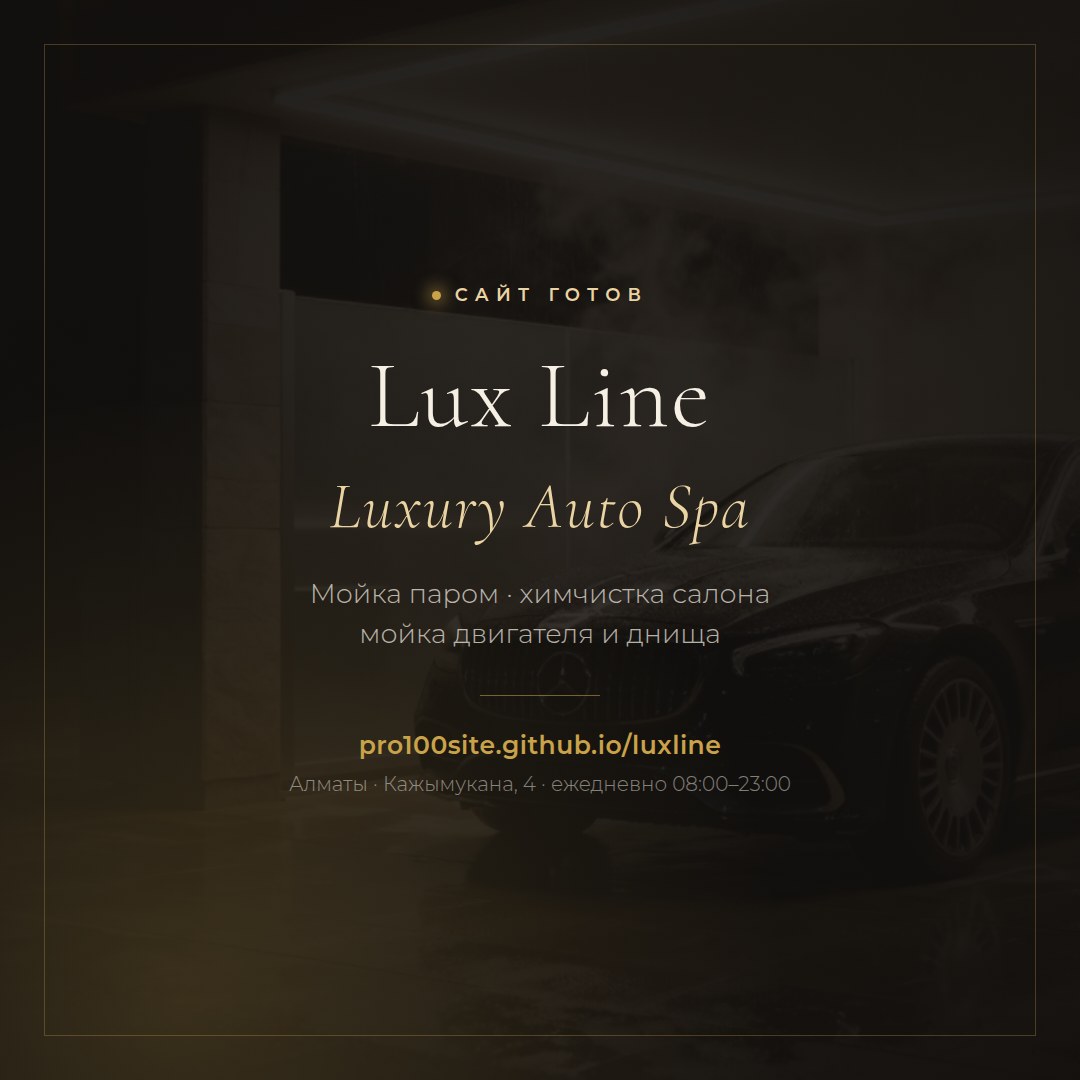 САЙТ ГОТОВ
Lux Line
Luxury Auto Spa
Мойка паром · химчистка салона
мойка двигателя и днища
pro100site.github.io/luxline
Алматы · Кажымукана, 4 · ежедневно 08:00–23:00